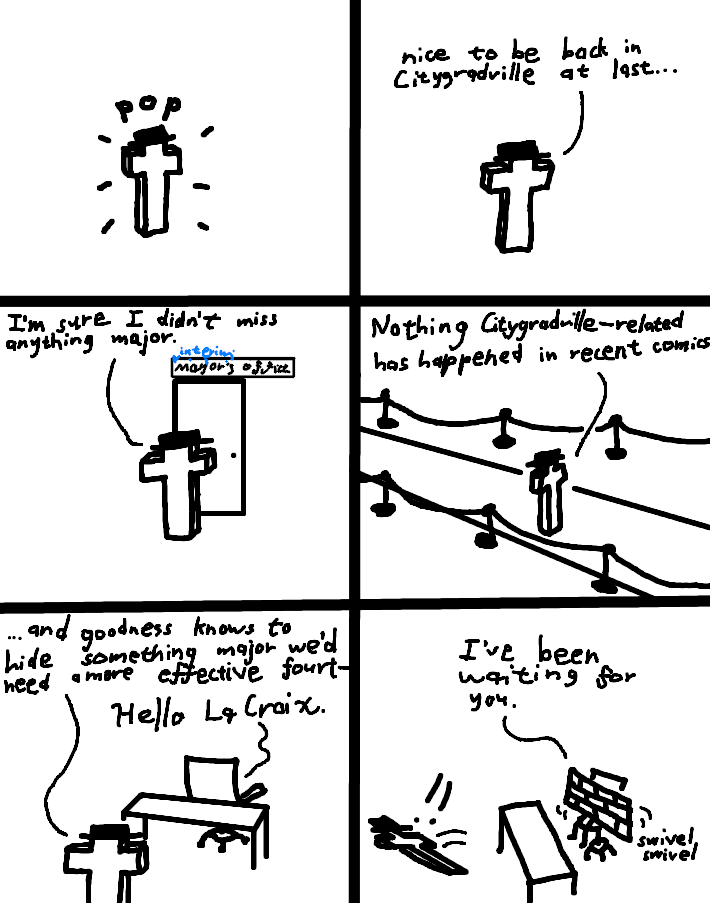 pop
nice to be back in
Citygradville at last...
I'm sure I didn't miss
anything major.
interim
major's office
Nothing Citygradville-related
has happened in recent comics
...and goodness knows to
hide something major we'd
need a more effective fourt-
Hello La Croix.
I've been
waiting for
you.
swivel
swivel